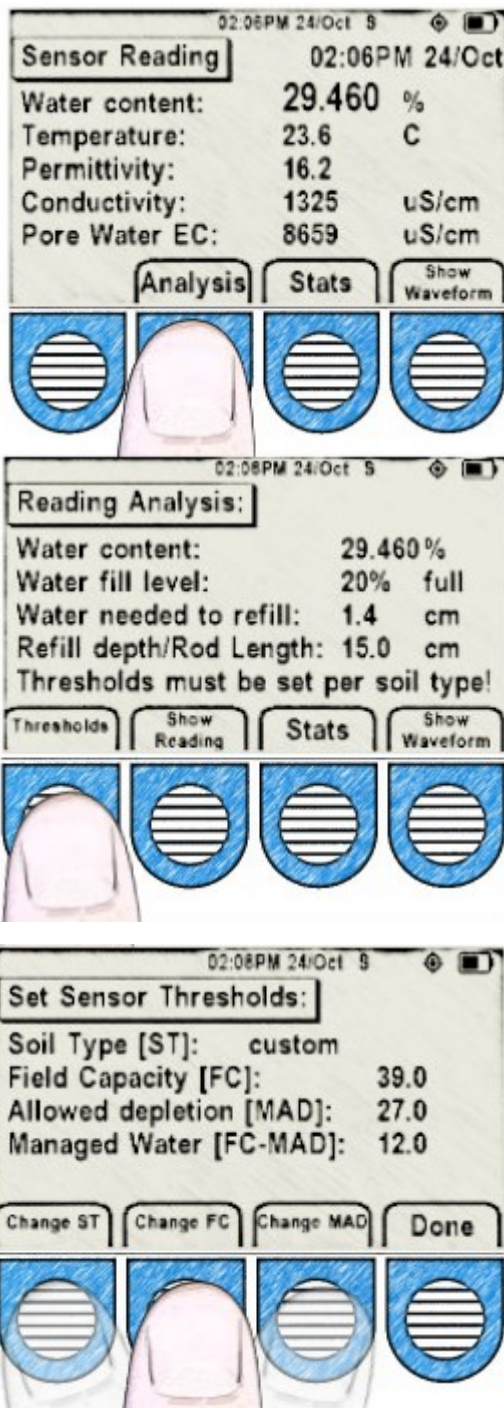 02:06PM 24/Oct S
Sensor Reading 02:06PM 24/Oct
Water content: 29.460 %
Temperature: 23.6 C
Permittivity: 16.2
Conductivity: 1325 uS/cm
Pore Water EC: 8659 uS/cm
Analysis Stats Show Waveform
02:06PM 24/Oct S
Reading Analysis:
Water content: 29.460%
Water fill level: 20% full
Water needed to refill: 1.4 cm
Refill depth/Rod Length: 15.0 cm
Thresholds must be set per soil type!
Thresholds Show Reading Stats Show Waveform
02:06PM 24/Oct S
Set Sensor Thresholds:
Soil Type [ST]: custom
Field Capacity [FC]: 39.0
Allowed depletion [MAD]: 27.0
Managed Water [FC-MAD]: 12.0
Change ST Change FC Change MAD Done